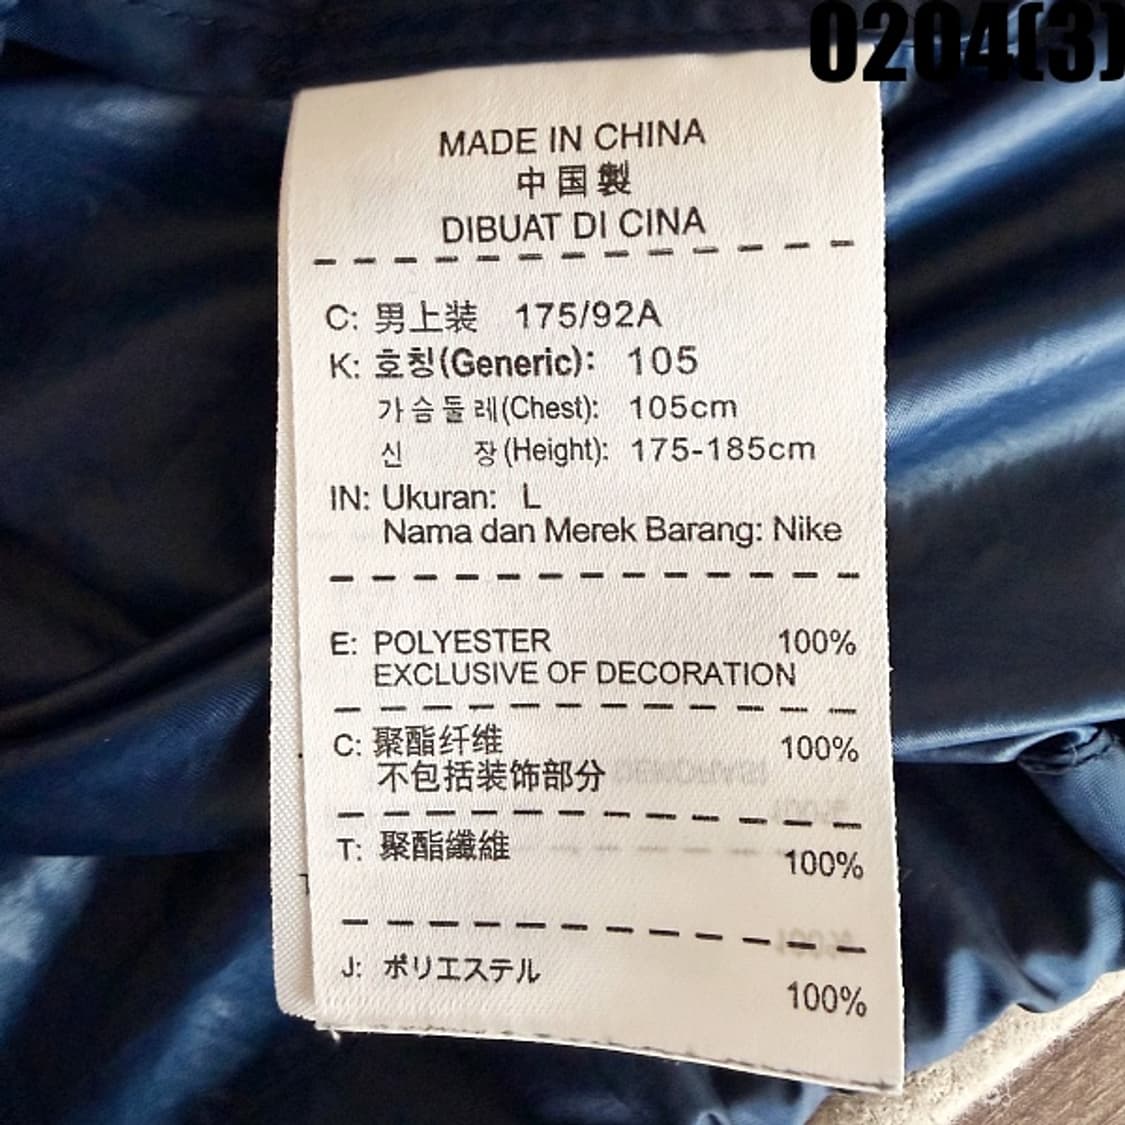 0204(3)
MADE IN CHINA
中国製
DIBUAT DI CINA
C: 男上装 175/92A
K: 호칭(Generic): 105
가슴둘레(Chest): 105cm
신 장(Height): 175-185cm
IN: Ukuran: L
Nama dan Merek Barang: Nike
E: POLYESTER 100%
EXCLUSIVE OF DECORATION
C: 聚酯纤维 100%
不包括装饰部分
T: 聚酯纖維 100%
J: ポリエステル 100%